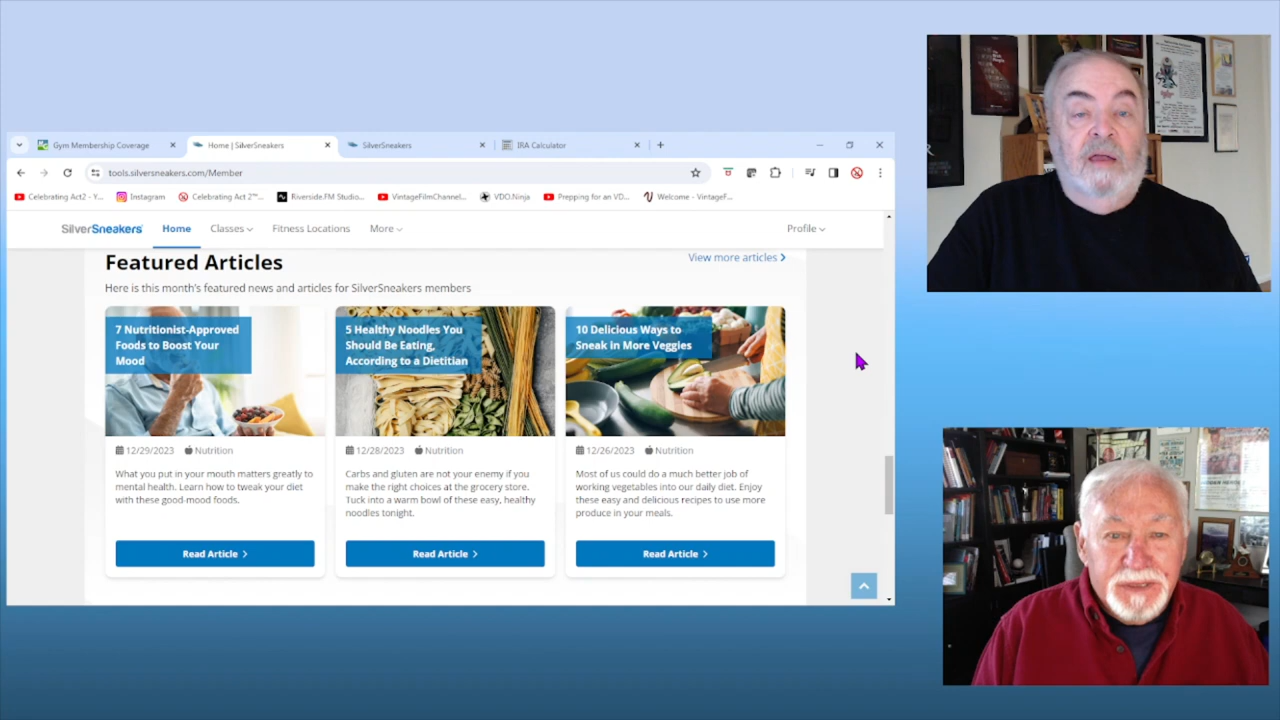 Gym Membership Coverage
Home | SilverSneakers
SilverSneakers
IRA Calculator
tools.silversneakers.com/Member
Celebrating Act2 - Y...
Instagram
Celebrating Act 2™...
Riverside.FM Studio...
VintageFilmChannel...
VDO.Ninja
Prepping for an VD...
Welcome - VintageF...
SilverSneakers
Home
Classes
Fitness Locations
More
Profile
Featured Articles
View more articles
Here is this month's featured news and articles for SilverSneakers members
7 Nutritionist-Approved
Foods to Boost Your
Mood
12/29/2023 Nutrition
What you put in your mouth matters greatly to
mental health. Learn how to tweak your diet
with these good-mood foods.
Read Article
5 Healthy Noodles You
Should Be Eating,
According to a Dietitian
12/28/2023 Nutrition
Carbs and gluten are not your enemy if you
make the right choices at the grocery store.
Tuck into a warm bowl of these easy, healthy
noodles tonight.
Read Article
10 Delicious Ways to
Sneak in More Veggies
12/26/2023 Nutrition
Most of us could do a much better job of
working vegetables into our daily diet. Enjoy
these easy and delicious recipes to use more
produce in your meals.
Read Article